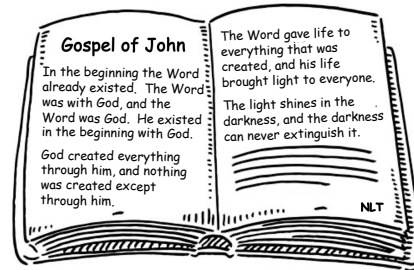 Gospel of John
In the beginning the Word
already existed. The Word
was with God, and the
Word was God. He existed
in the beginning with God.
God created everything
through him, and nothing
was created except
through him.
The Word gave life to
everything that was
created, and his life
brought light to everyone.
The light shines in the
darkness, and the darkness
can never extinguish it.
NLT